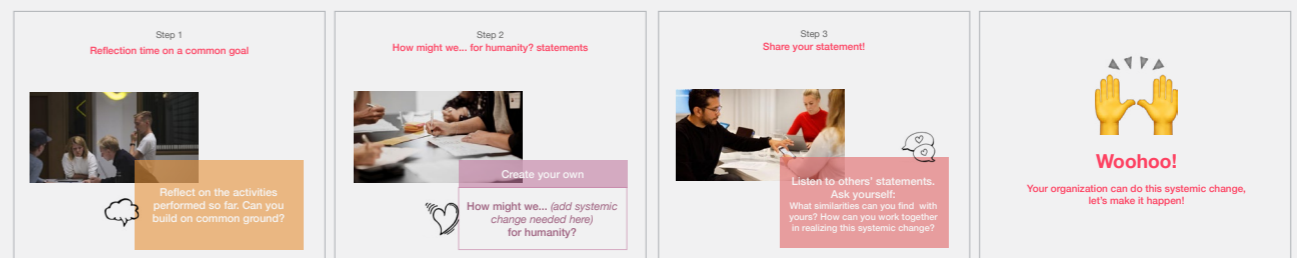 Step 1
Reflection time on a common goal
Reflect on the activities
performed so far. Can you
build on common ground?
Step 2
How might we... for humanity? statements
Create your own
How might we... (add systemic
change needed here)
for humanity?
Step 3
Share your statement!
Listen to others' statements.
Ask yourself:
What similarities can you find with
yours? How can you work together
in realizing this systemic change?
Woohoo!
Your organization can do this systemic change,
let's make it happen!